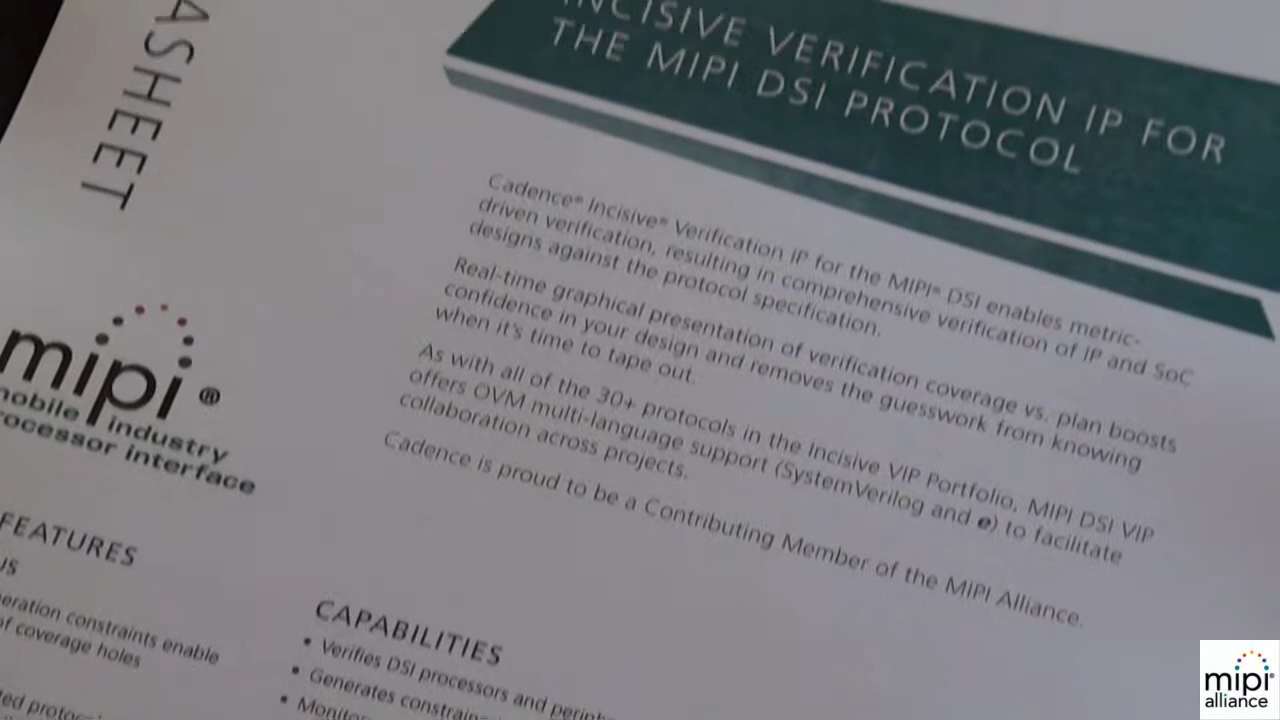 ASHEET
INCISIVE VERIFICATION IP FOR
THE MIPI DSI PROTOCOL
Cadence® Incisive® Verification IP for the MIPI® DSI enables metric-
driven verification, resulting in comprehensive verification of IP and SoC
designs against the protocol specification.
Real-time graphical presentation of verification coverage vs. plan boosts
confidence in your design and removes the guesswork from knowing
when it's time to tape out.
As with all of the 30+ protocols in the Incisive VIP Portfolio, MIPI DSI VIP
offers OVM multi-language support (SystemVerilog and e) to facilitate
collaboration across projects.
Cadence is proud to be a Contributing Member of the MIPI Alliance.
mipi®
mobile industry
processor interface
FEATURES
eration constraints enable
of coverage holes
CAPABILITIES
• Verifies DSI processors and periph
• Generates constrain
• Monitor
mipi®
alliance